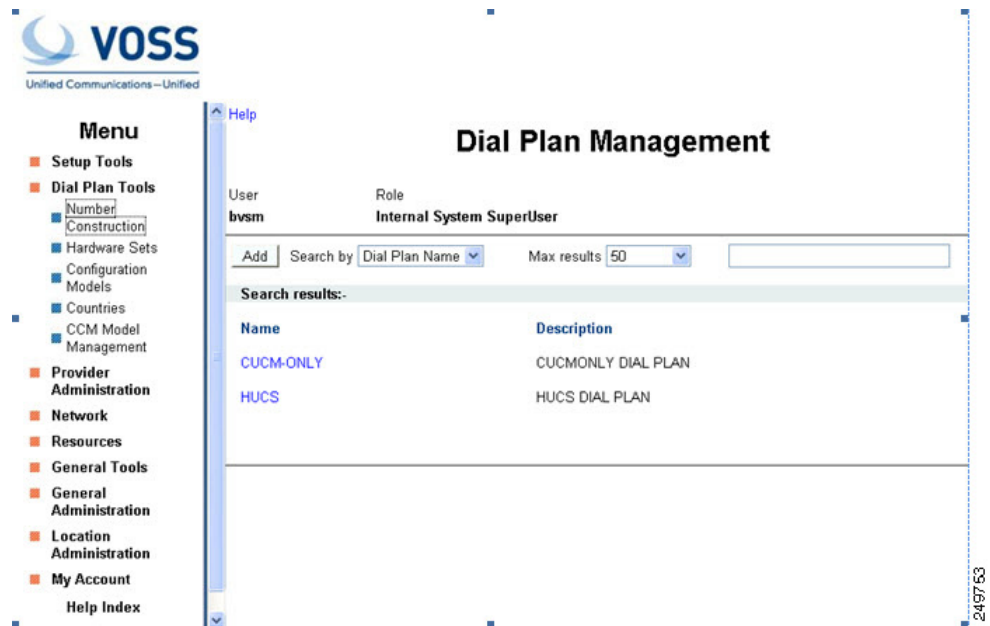 VOSS
Unified Communications—Unified
Menu
Setup Tools
Dial Plan Tools
Number
Construction
Hardware Sets
Configuration
Models
Countries
CCM Model
Management
Provider
Administration
Network
Resources
General Tools
General
Administration
Location
Administration
My Account
Help Index
Help
Dial Plan Management
User Role
bvsm Internal System SuperUser
Add Search by Dial Plan Name Max results 50
Search results:-
Name Description
CUCM-ONLY CUCMONLY DIAL PLAN
HUCS HUCS DIAL PLAN
249753